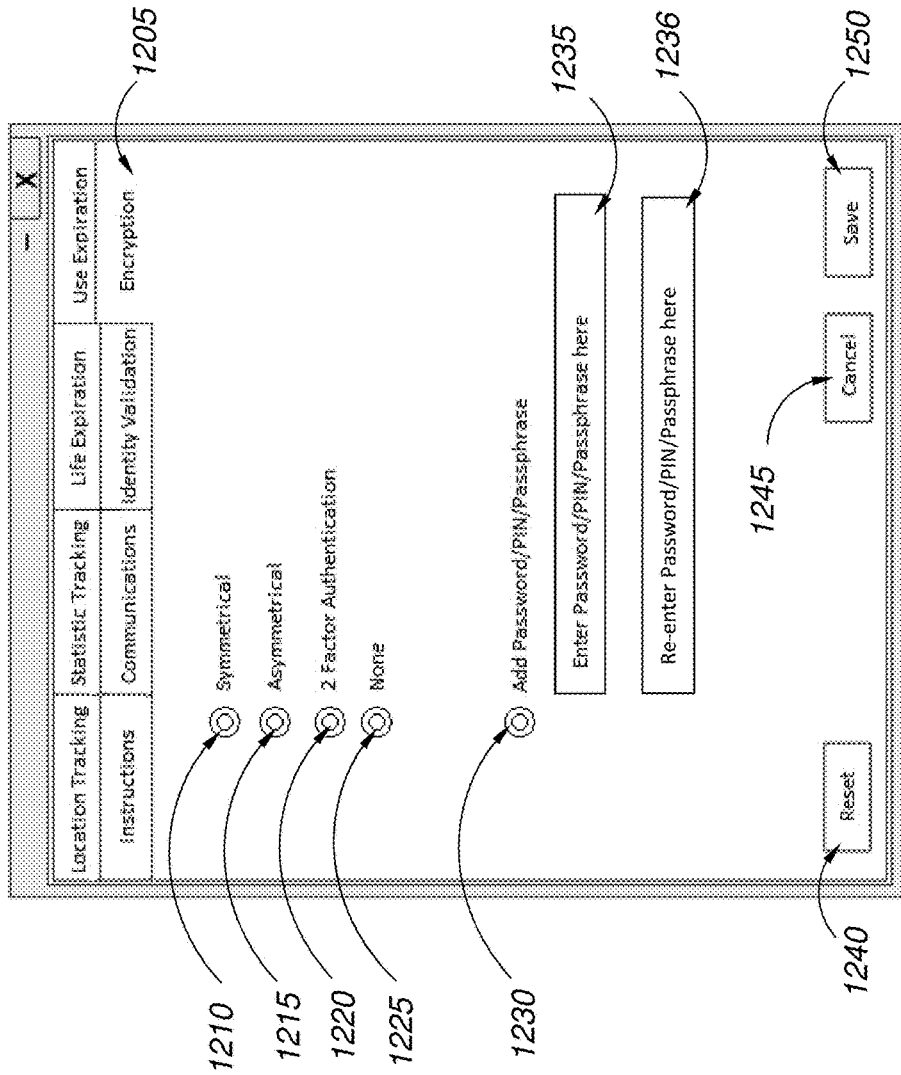 – X
Location Tracking Statistic Tracking Life Expiration Use Expiration
Instructions Communications Identity Validation Encryption
1205
1210 Symmetrical
1215 Asymmetrical
1220 2 Factor Authentication
1225 None
1230 Add Password/PIN/Passphrase
Enter Password/PIN/Passphrase here 1235
Re-enter Password/PIN/Passphrase here 1236
1245
Reset Cancel Save
1240 1250